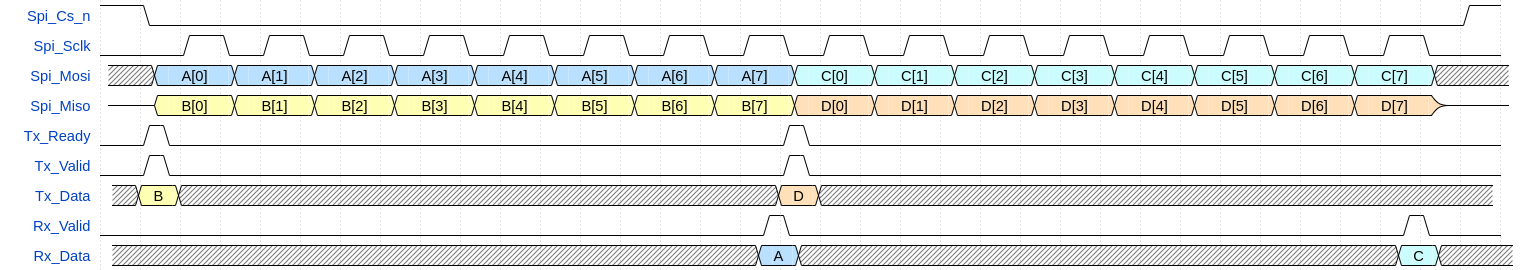 Spi_Cs_n
Spi_Sclk
Spi_Mosi A[0] A[1] A[2] A[3] A[4] A[5] A[6] A[7] C[0] C[1] C[2] C[3] C[4] C[5] C[6] C[7]
Spi_Miso B[0] B[1] B[2] B[3] B[4] B[5] B[6] B[7] D[0] D[1] D[2] D[3] D[4] D[5] D[6] D[7]
Tx_Ready
Tx_Valid
Tx_Data B D
Rx_Valid
Rx_Data A C